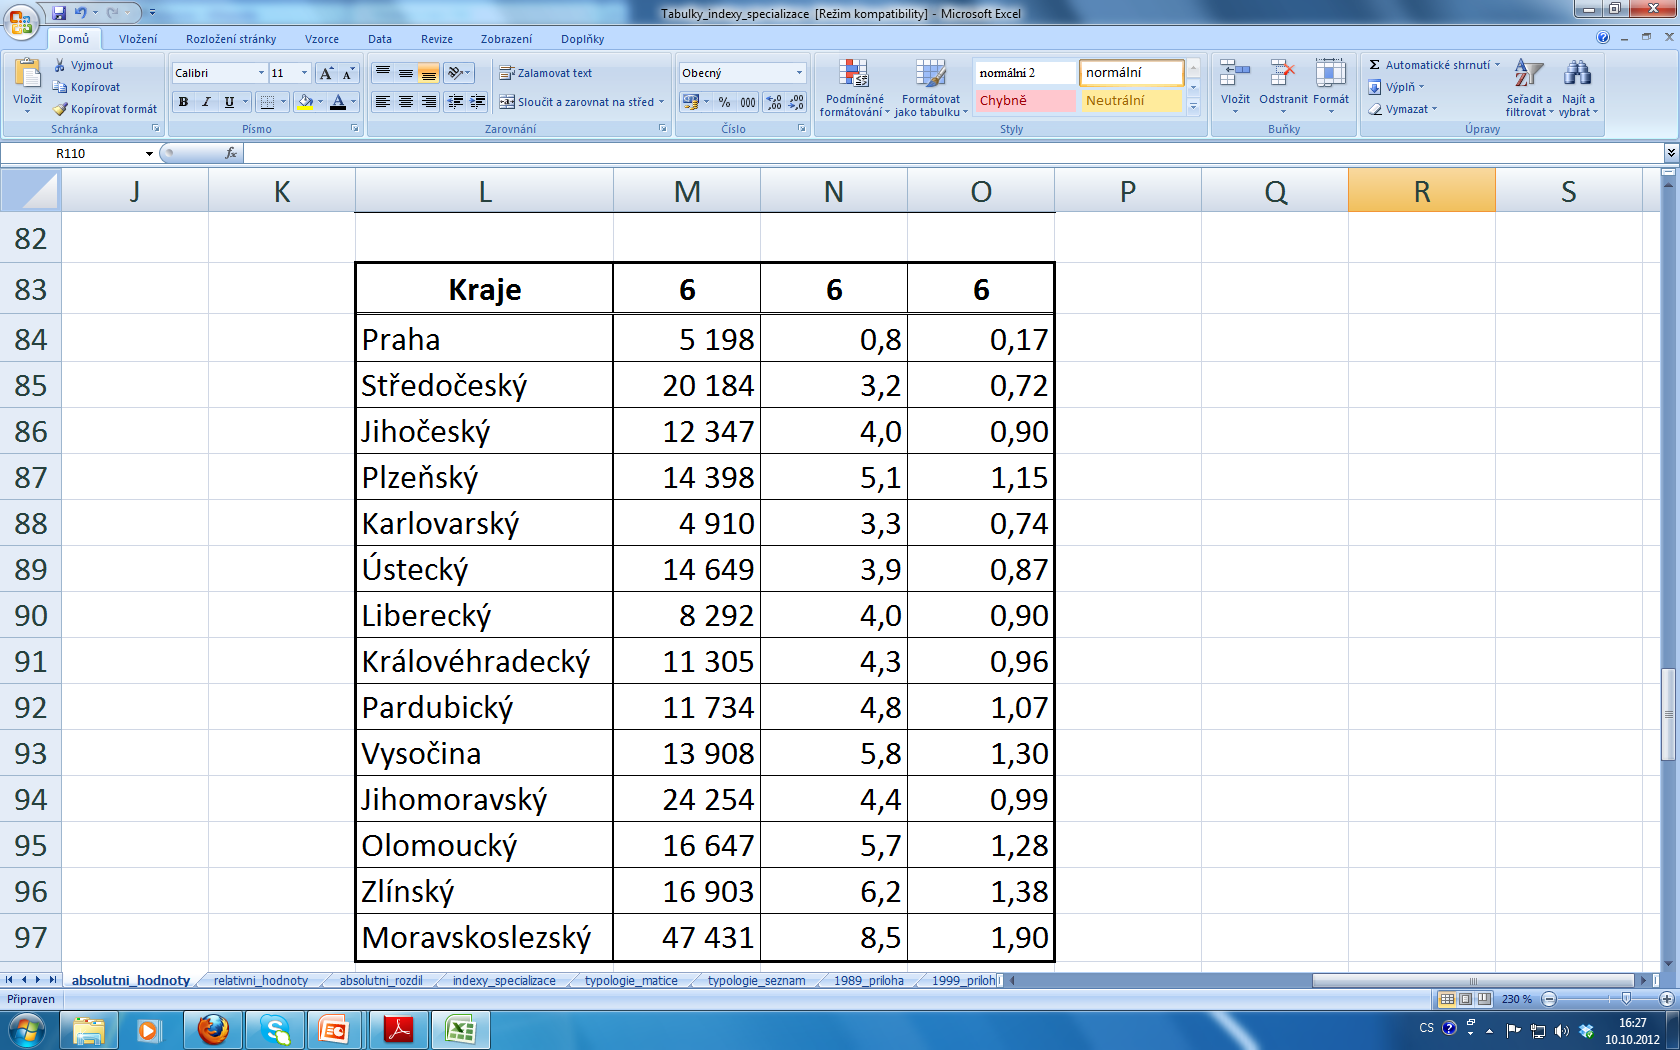 Tabulky_indexy_specializace [Režim kompatibility] - Microsoft Excel
Domů Vložení Rozložení stránky Vzorce Data Revize Zobrazení Doplňky
Vložit
Vyjmout
Kopírovat
Kopírovat formát
Schránka
Calibri 11
B I U
Písmo
Zalamovat text
Sloučit a zarovnat na střed
Zarovnání
Obecný
% 000
Číslo
Podmíněné formátování
Formátovat jako tabulku
normální 2 normální
Chybně Neutrální
Styly
Vložit Odstranit Formát
Buňky
Automatické shrnutí
Výplň
Vymazat
Seřadit a filtrovat
Najít a vybrat
Úpravy
R110 fx
J K L M N O P Q R S
82
83 Kraje 6 6 6
84 Praha 5 198 0,8 0,17
85 Středočeský 20 184 3,2 0,72
86 Jihočeský 12 347 4,0 0,90
87 Plzeňský 14 398 5,1 1,15
88 Karlovarský 4 910 3,3 0,74
89 Ústecký 14 649 3,9 0,87
90 Liberecký 8 292 4,0 0,90
91 Královéhradecký 11 305 4,3 0,96
92 Pardubický 11 734 4,8 1,07
93 Vysočina 13 908 5,8 1,30
94 Jihomoravský 24 254 4,4 0,99
95 Olomoucký 16 647 5,7 1,28
96 Zlínský 16 903 6,2 1,38
97 Moravskoslezský 47 431 8,5 1,90
absolutni_hodnoty relativni_hodnoty absolutni_rozdil indexy_specializace typologie_matice typologie_seznam 1989_priloha 1999_priloh
Připraven 230 %
CS 16:27
10.10.2012